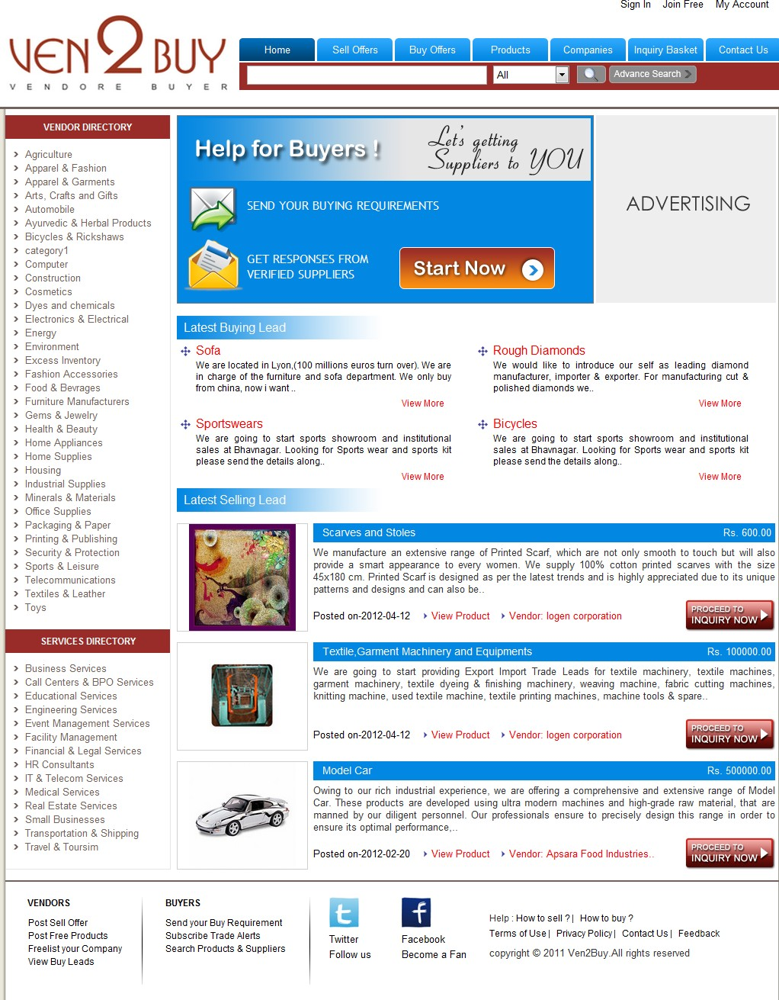 Sign In Join Free My Account
VEN2BUY
VENDORE BUYER
Home Sell Offers Buy Offers Products Companies Inquiry Basket Contact Us
All Advance Search
VENDOR DIRECTORY
Agriculture
Apparel & Fashion
Apparel & Garments
Arts, Crafts and Gifts
Automobile
Ayurvedic & Herbal Products
Bicycles & Rickshaws
category1
Computer
Construction
Cosmetics
Dyes and chemicals
Electronics & Electrical
Energy
Environment
Excess Inventory
Fashion Accessories
Food & Bevrages
Furniture Manufacturers
Gems & Jewelry
Health & Beauty
Home Appliances
Home Supplies
Housing
Industrial Supplies
Minerals & Materials
Office Supplies
Packaging & Paper
Printing & Publishing
Security & Protection
Sports & Leisure
Telecommunications
Textiles & Leather
Toys
SERVICES DIRECTORY
Business Services
Call Centers & BPO Services
Educational Services
Engineering Services
Event Management Services
Facility Management
Financial & Legal Services
HR Consultants
IT & Telecom Services
Medical Services
Real Estate Services
Small Businesses
Transportation & Shipping
Travel & Toursim
Help for Buyers !
Let's getting
Suppliers to YOU
SEND YOUR BUYING REQUIREMENTS
GET RESPONSES FROM
VERIFIED SUPPLIERS
Start Now
ADVERTISING
Latest Buying Lead
Sofa
We are located in Lyon,(100 millions euros turn over). We are
in charge of the furniture and sofa department. We only buy
from china, now i want ..
View More
Rough Diamonds
We would like to introduce our self as leading diamond
manufacturer, importer & exporter. For manufacturing cut &
polished diamonds we..
View More
Sportswears
We are going to start sports showroom and institutional
sales at Bhavnagar. Looking for Sports wear and sports kit
please send the details along..
View More
Bicycles
We are going to start sports showroom and institutional
sales at Bhavnagar. Looking for Sports wear and sports kit
please send the details along..
View More
Latest Selling Lead
Scarves and Stoles Rs. 600.00
We manufacture an extensive range of Printed Scarf, which are not only smooth to touch but will also
provide a smart appearance to every women. We supply 100% cotton printed scarves with the size
45x180 cm. Printed Scarf is designed as per the latest trends and is highly appreciated due to its unique
patterns and designs and can also be..
Posted on-2012-04-12 View Product Vendor: logen corporation
PROCEED TO
INQUIRY NOW
Textile,Garment Machinery and Equipments Rs. 100000.00
We are going to start providing Export Import Trade Leads for textile machinery, textile machines,
garment machinery, textile dyeing & finishing machinery, weaving machine, fabric cutting machines,
knitting machine, used textile machine, textile printing machines, machine tools & spare..
Posted on-2012-04-12 View Product Vendor: logen corporation
PROCEED TO
INQUIRY NOW
Model Car Rs. 500000.00
Owing to our rich industrial experience, we are offering a comprehensive and extensive range of Model
Car. These products are developed using ultra modern machines and high-grade raw material, that are
manned by our diligent personnel. Our professionals ensure to precisely design this range in order to
ensure its optimal performance,..
Posted on-2012-02-20 View Product Vendor: Apsara Food Industries..
PROCEED TO
INQUIRY NOW
VENDORS
Post Sell Offer
Post Free Products
Freelist your Company
View Buy Leads
BUYERS
Send your Buy Requirement
Subscribe Trade Alerts
Search Products & Suppliers
Twitter
Follow us
Facebook
Become a Fan
Help : How to sell ? | How to buy ?
Terms of Use | Privacy Policy | Contact Us | Feedback
copyright © 2011 Ven2Buy.All rights reserved